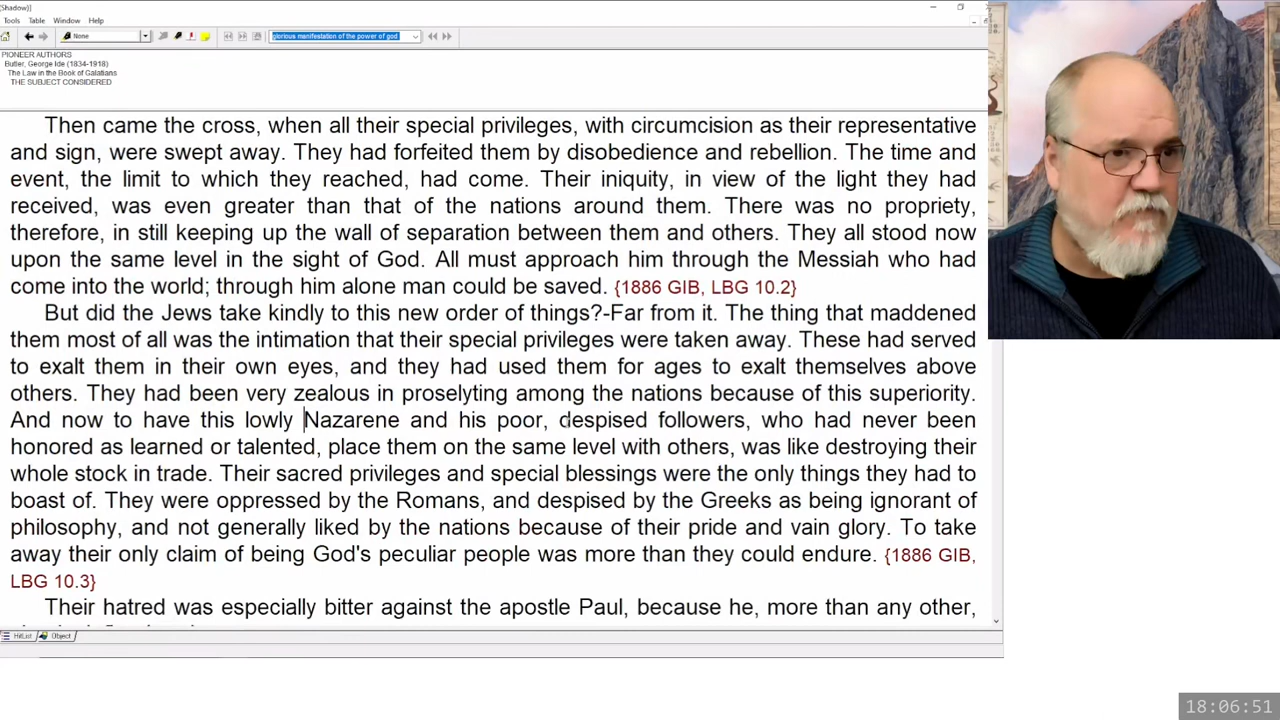 (Shadow)]
Tools Table Window Help
None
glorious manifestation of the power of god
PIONEER AUTHORS
Butler, George Ide (1834-1918)
The Law in the Book of Galatians
THE SUBJECT CONSIDERED
Then came the cross, when all their special privileges, with circumcision as their representative
and sign, were swept away. They had forfeited them by disobedience and rebellion. The time and
event, the limit to which they reached, had come. Their iniquity, in view of the light they had
received, was even greater than that of the nations around them. There was no propriety,
therefore, in still keeping up the wall of separation between them and others. They all stood now
upon the same level in the sight of God. All must approach him through the Messiah who had
come into the world; through him alone man could be saved. {1886 GIB, LBG 10.2}
But did the Jews take kindly to this new order of things?-Far from it. The thing that maddened
them most of all was the intimation that their special privileges were taken away. These had served
to exalt them in their own eyes, and they had used them for ages to exalt themselves above
others. They had been very zealous in proselyting among the nations because of this superiority.
And now to have this lowly Nazarene and his poor, despised followers, who had never been
honored as learned or talented, place them on the same level with others, was like destroying their
whole stock in trade. Their sacred privileges and special blessings were the only things they had to
boast of. They were oppressed by the Romans, and despised by the Greeks as being ignorant of
philosophy, and not generally liked by the nations because of their pride and vain glory. To take
away their only claim of being God's peculiar people was more than they could endure. {1886 GIB,
LBG 10.3}
Their hatred was especially bitter against the apostle Paul, because he, more than any other,
HitList Object
18:06:51